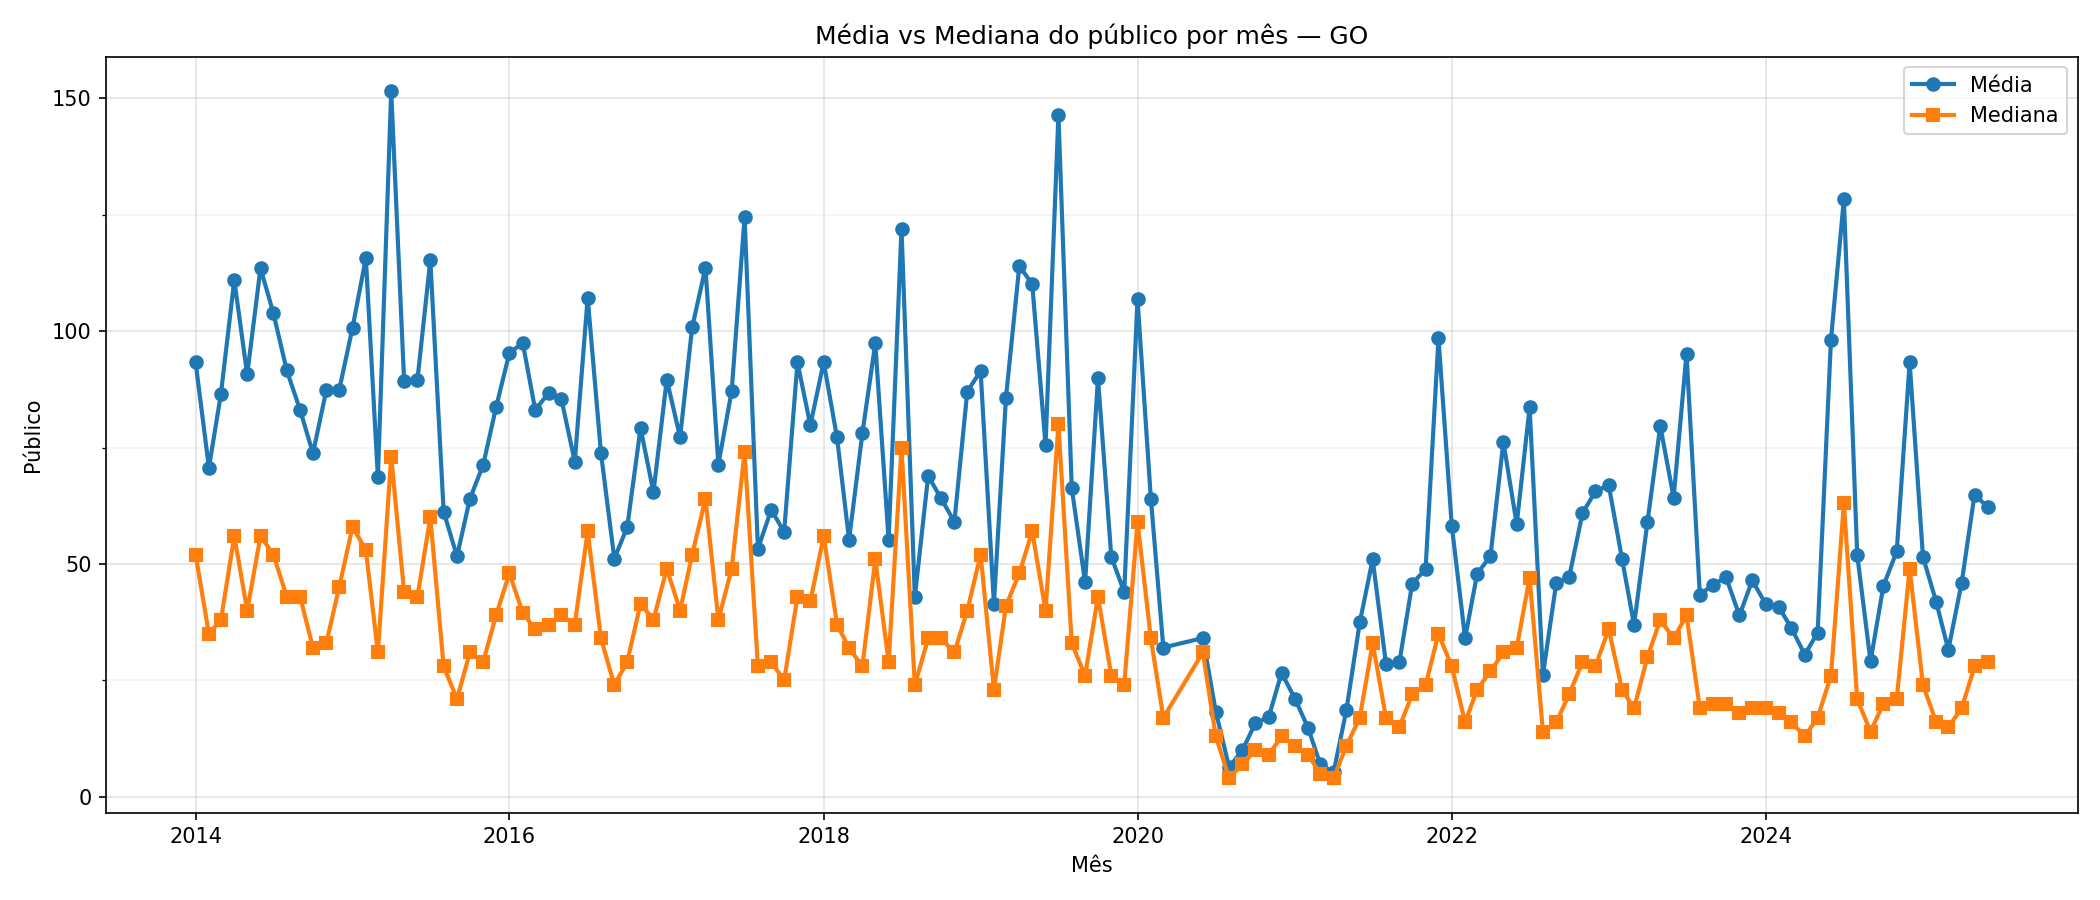 Média vs Mediana do público por mês — GO
Média
Mediana
Público
150
100
50
0
2014
2016
2018
2020
2022
2024
Mês